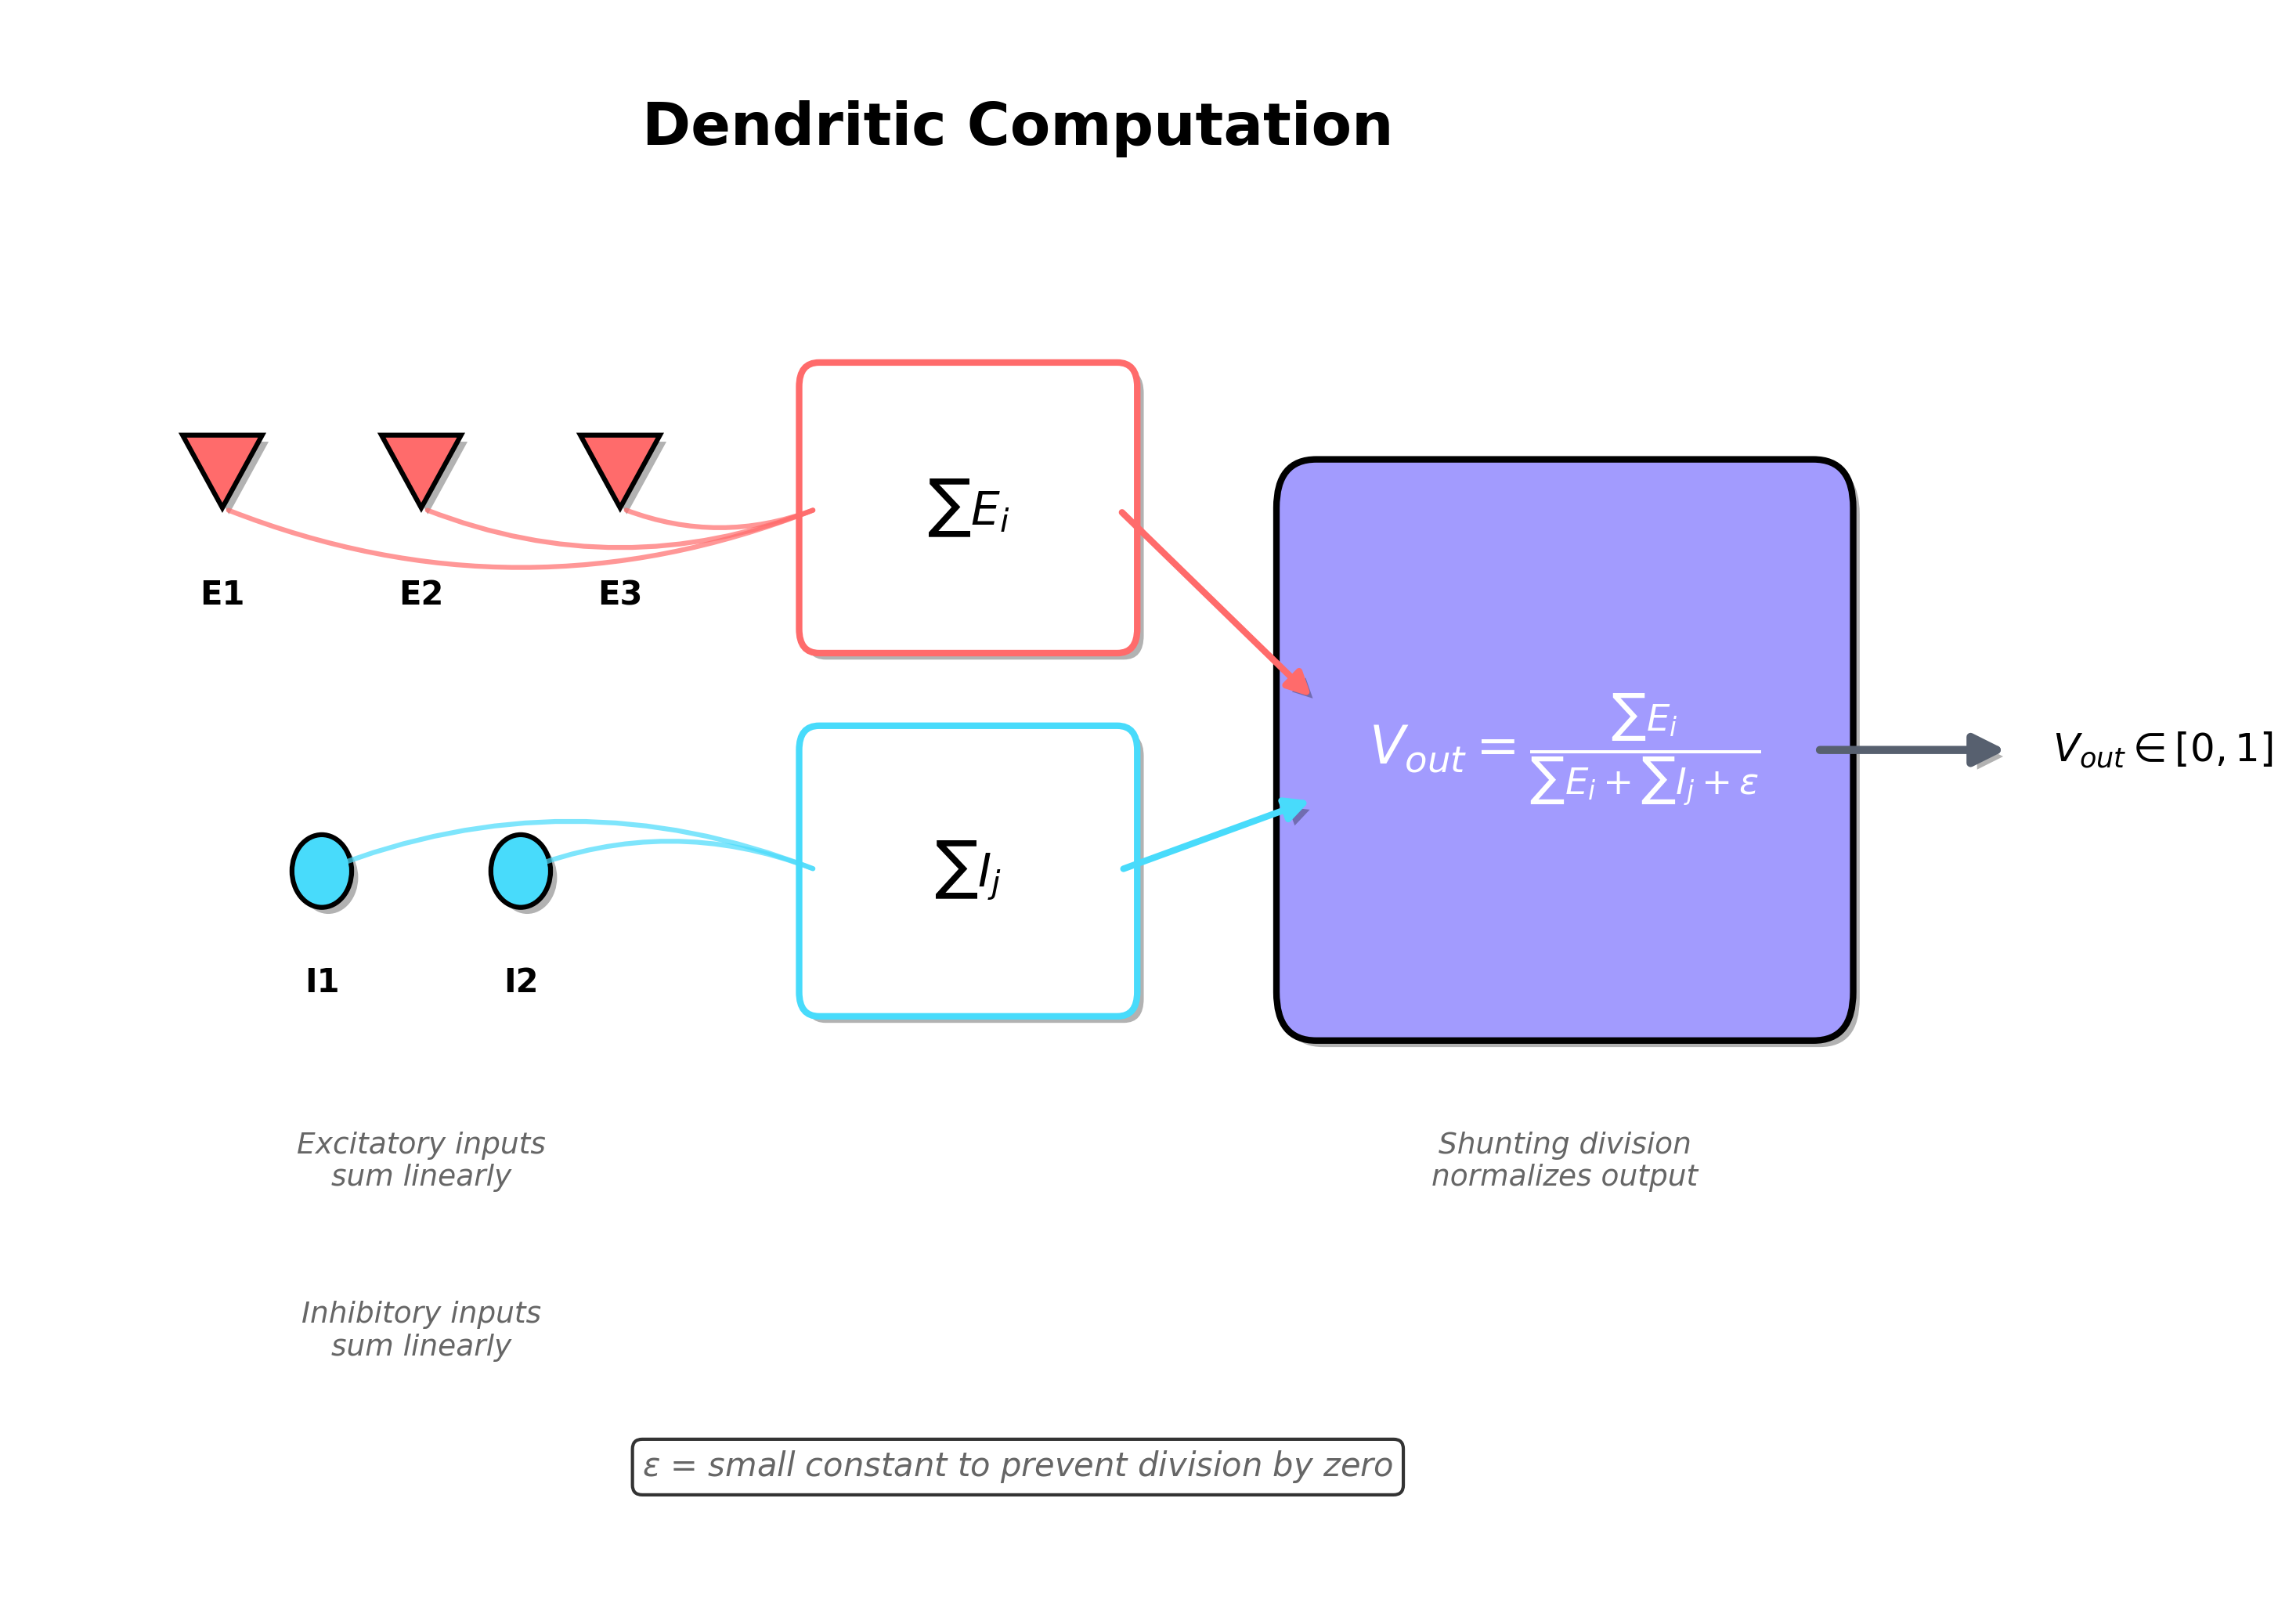 Dendritic Computation
E1 E2 E3
∑E_i
I1 I2
∑I_j
V_out = ∑E_i / (∑E_i + ∑I_j + ε)
V_out ∈ [0, 1]
Excitatory inputs
sum linearly
Shunting division
normalizes output
Inhibitory inputs
sum linearly
ε = small constant to prevent division by zero